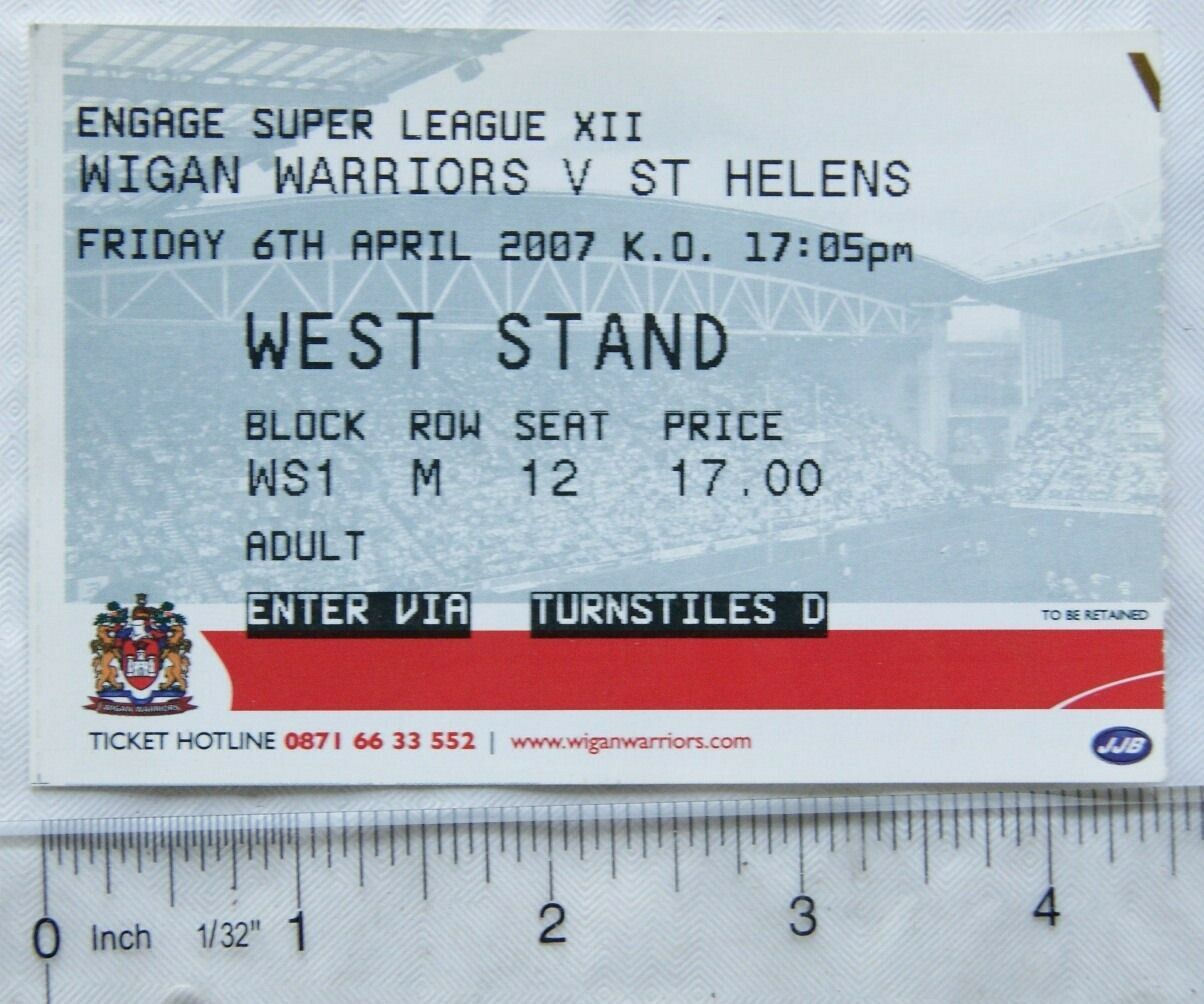 ENGAGE SUPER LEAGUE XII
WIGAN WARRIORS V ST HELENS
FRIDAY 6TH APRIL 2007 K.O. 17:05pm
WEST STAND
BLOCK ROW SEAT PRICE
WS1 M 12 17.00
ADULT
ENTER VIA TURNSTILES D
TO BE RETAINED
WIGAN WARRIORS
TICKET HOTLINE 0871 66 33 552 | www.wiganwarriors.com
JJB
0 Inch 1/32" 1 2 3 4